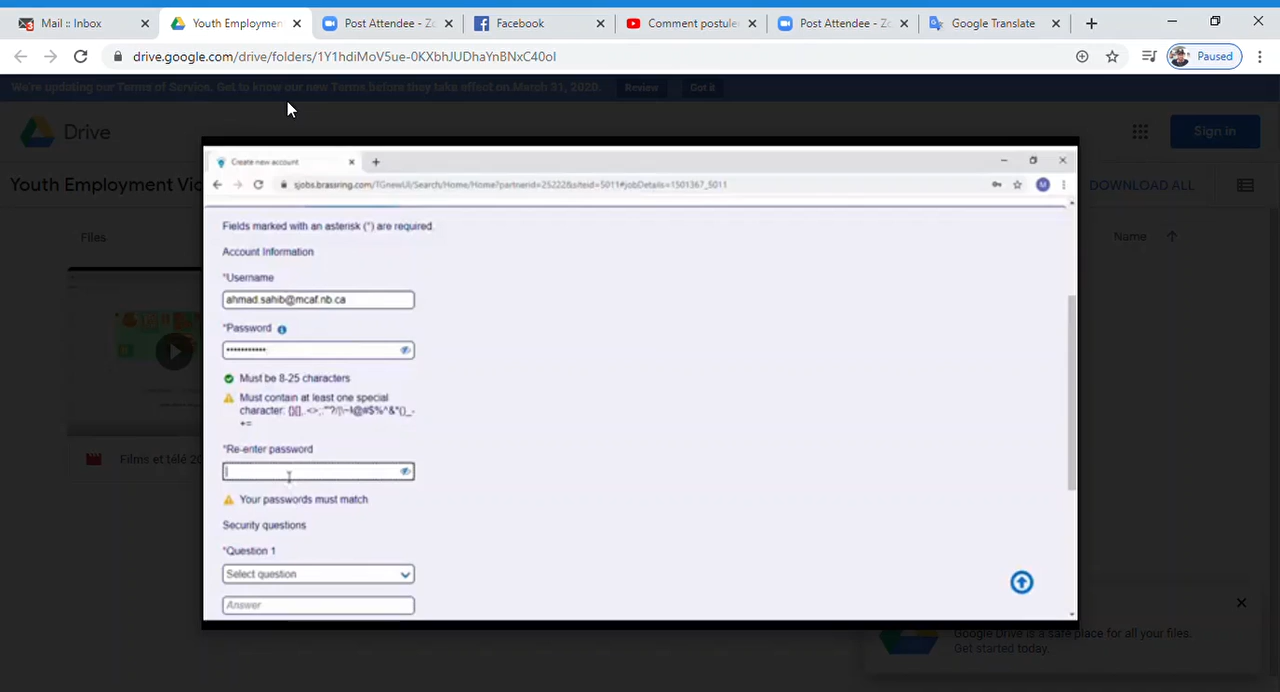 Mail :: Inbox
Youth Employmen
Post Attendee - Zo
Facebook
Comment postule
Post Attendee - Zo
Google Translate
drive.google.com/drive/folders/1Y1hdiMoV5ue-0KXbhJUDhaYnBNxC40oI
Paused
We're updating our Terms of Service. Get to know our new Terms before they take effect on March 31, 2020.
Review
Got it
Drive
Sign in
Youth Employment Vic
DOWNLOAD ALL
Files
Name
Films et télé 20
Create new account
sjobs.brassring.com/TGnewUI/Search/Home/Home?partnerid=25222&siteid=5011#jobDetails=1501367_5011
M
Fields marked with an asterisk (*) are required.
Account Information
*Username
ahmad.sahib@mcaf.nb.ca
*Password
Must be 8-25 characters
Must contain at least one special
character:
*Re-enter password
Your passwords must match
Security questions
*Question 1
Select question
Answer
Google Drive is a safe place for all your files.
Get started today.